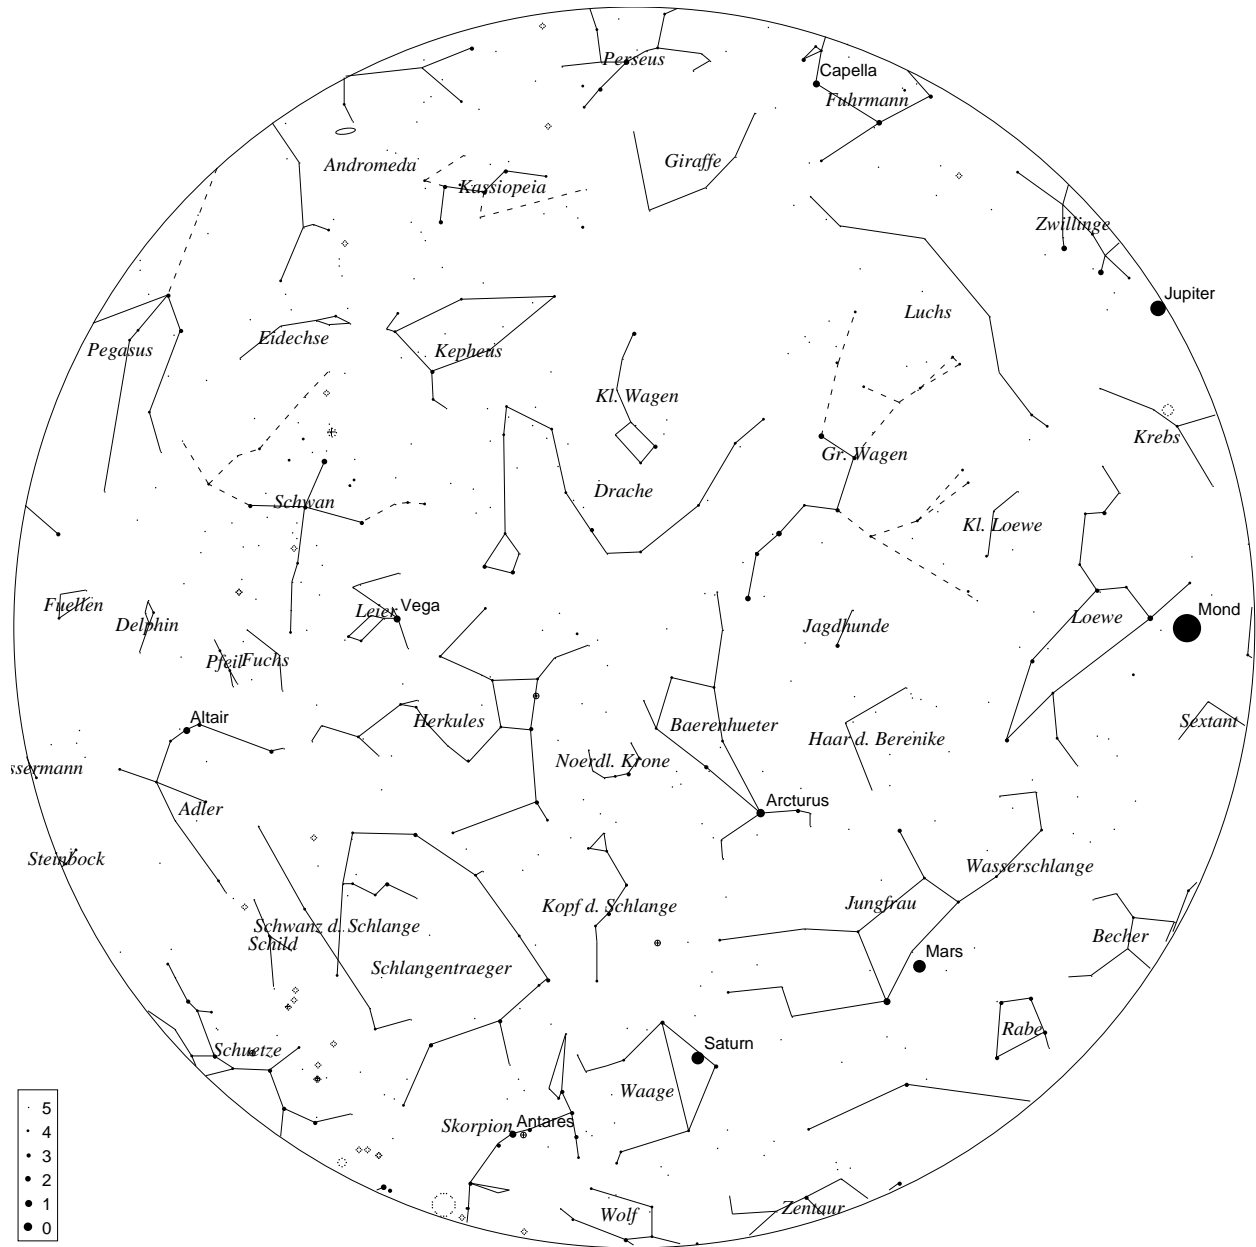 Perseus
Capella
Fuhrmann
Giraffe
Andromeda
Kassiopeia
Zwillinge
Jupiter
Luchs
Eidechse
Pegasus
Kepheus
Kl. Wagen
Krebs
Gr. Wagen
Drache
Schwan
Kl. Loewe
Fuellen
Delphin
Leier
Vega
Jagdhunde
Loewe
Mond
Pfeil
Fuchs
Altair
Herkules
Baerenhueter
Haar d. Berenike
Sextant
Noerdl. Krone
ssermann
Adler
Arcturus
Steinbock
Wasserschlange
Kopf d. Schlange
Jungfrau
Schwanz d. Schlange
Schild
Becher
Mars
Schlangentraeger
Rabe
Schuetze
Saturn
Waage
Skorpion
Antares
Wolf
Zentaur
5
4
3
2
1
0